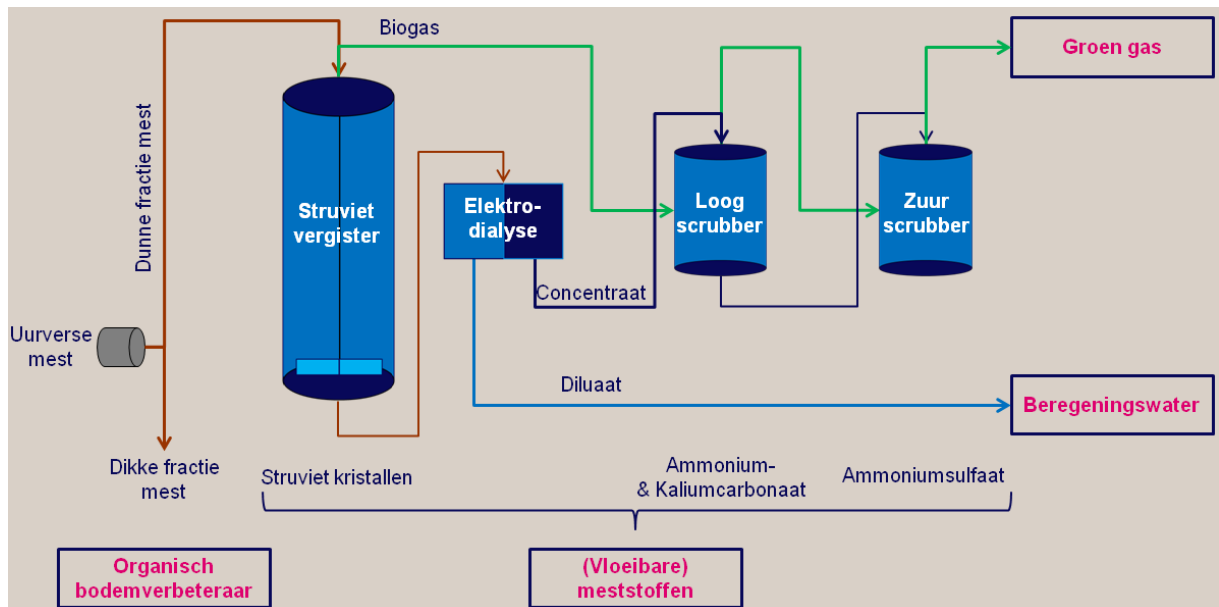 Biogas
Groen gas
Dunne fractie mest
Struviet
vergister
Elektro-
dialyse
Loog
scrubber
Zuur
scrubber
Concentraat
Uurverse
mest
Diluaat
Beregeningswater
Dikke fractie
mest
Struviet kristallen
Ammonium-
& Kaliumcarbonaat
Ammoniumsulfaat
Organisch
bodemverbeteraar
(Vloeibare)
meststoffen